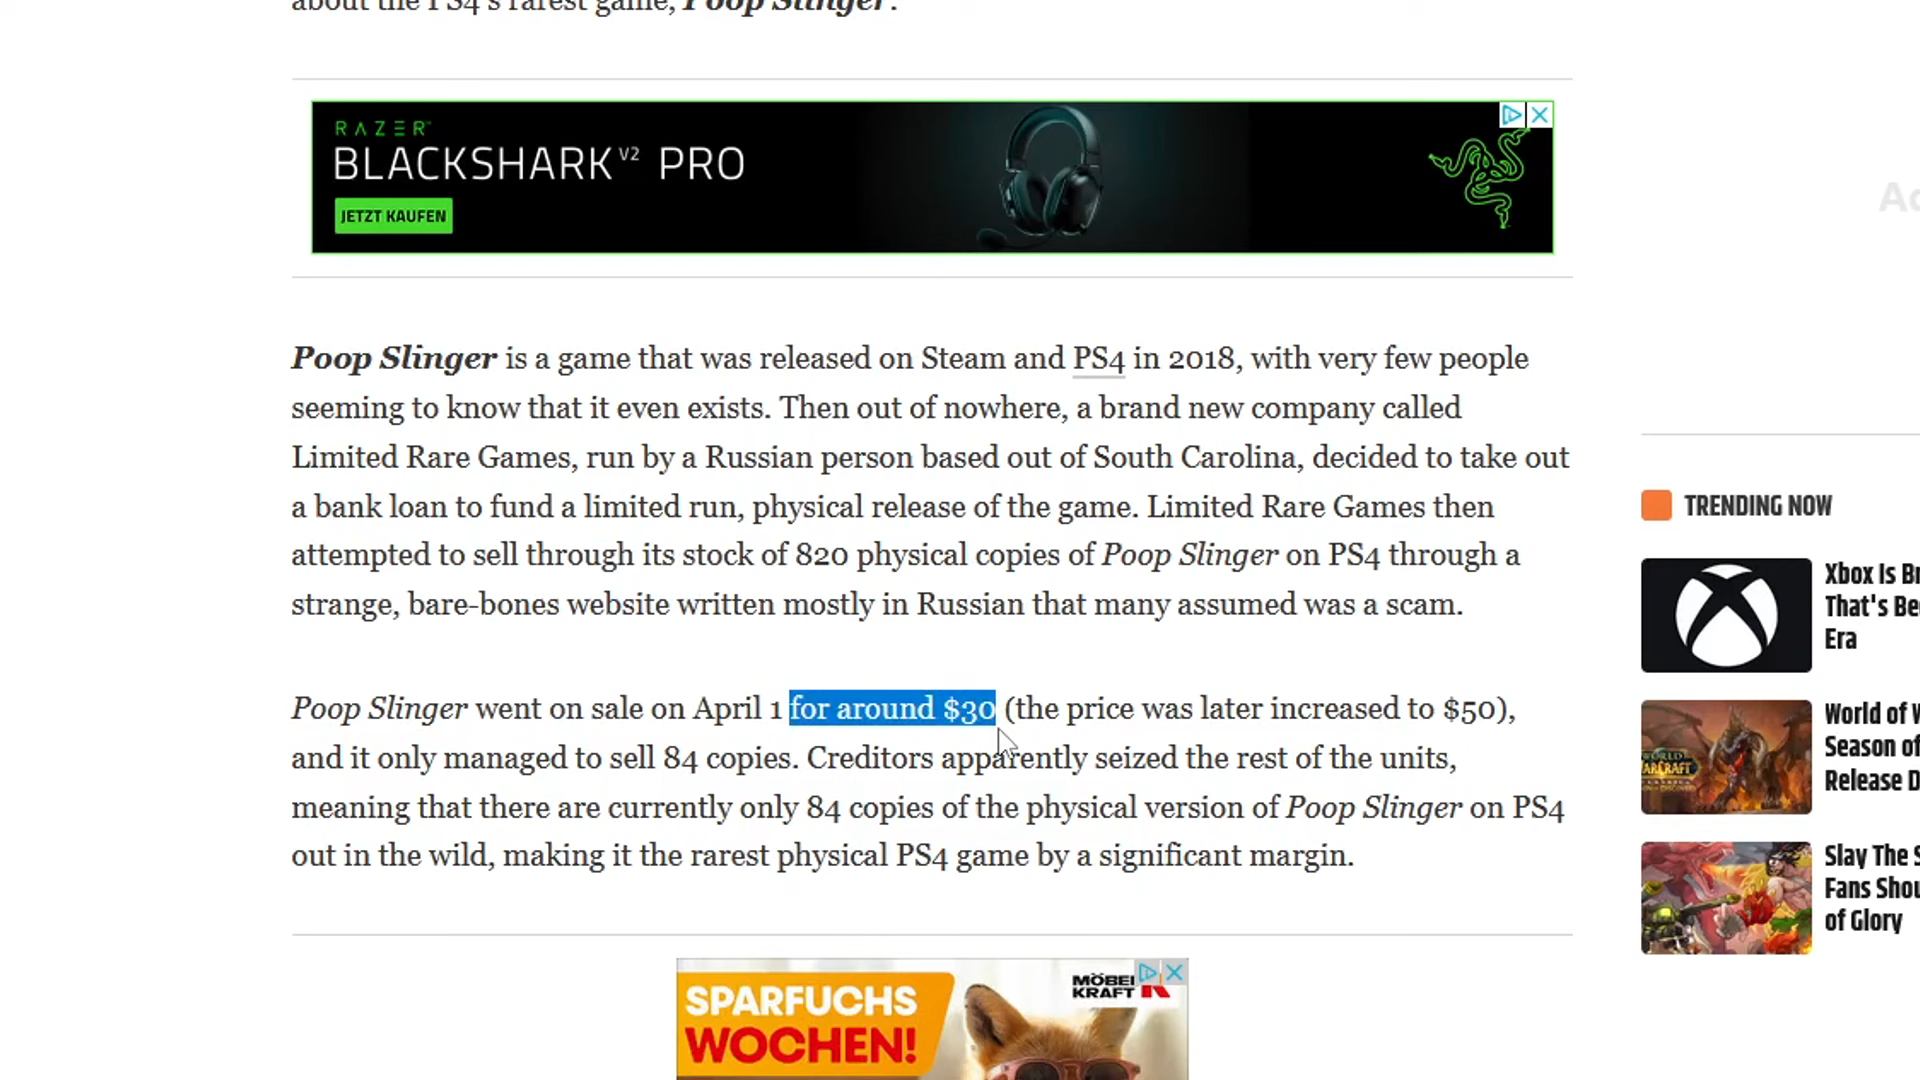 about the PS4's rarest game, Poop Slinger.
RAZER™
BLACKSHARK V2 PRO
JETZT KAUFEN
Poop Slinger is a game that was released on Steam and PS4 in 2018, with very few people
seeming to know that it even exists. Then out of nowhere, a brand new company called
Limited Rare Games, run by a Russian person based out of South Carolina, decided to take out
a bank loan to fund a limited run, physical release of the game. Limited Rare Games then
attempted to sell through its stock of 820 physical copies of Poop Slinger on PS4 through a
strange, bare-bones website written mostly in Russian that many assumed was a scam.
Poop Slinger went on sale on April 1 for around $30 (the price was later increased to $50),
and it only managed to sell 84 copies. Creditors apparently seized the rest of the units,
meaning that there are currently only 84 copies of the physical version of Poop Slinger on PS4
out in the wild, making it the rarest physical PS4 game by a significant margin.
SPARFUCHS
WOCHEN!
MÖBEL
KRAFT
TRENDING NOW
Xbox Is Br
That's Be
Era
World of W
Season of
Release D
Slay The S
Fans Shou
of Glory